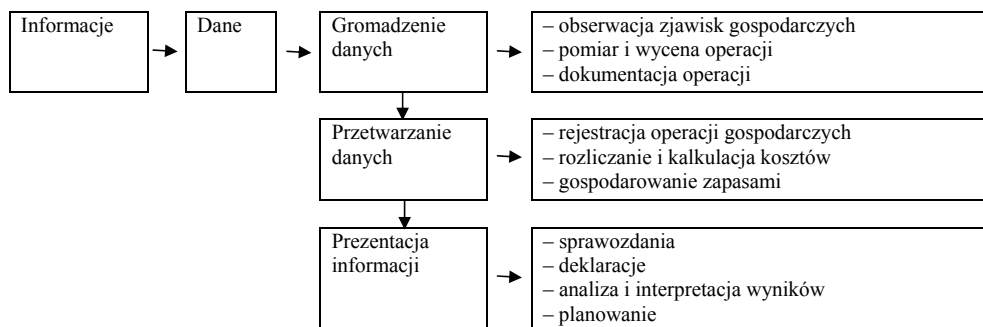 Informacje
Dane
Gromadzenie
danych
– obserwacja zjawisk gospodarczych
– pomiar i wycena operacji
– dokumentacja operacji
Przetwarzanie
danych
– rejestracja operacji gospodarczych
– rozliczanie i kalkulacja kosztów
– gospodarowanie zapasami
Prezentacja
informacji
– sprawozdania
– deklaracje
– analiza i interpretacja wyników
– planowanie